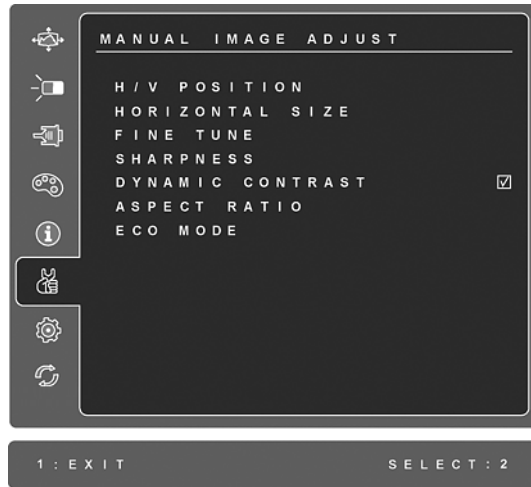 MANUAL IMAGE ADJUST
H/V POSITION
HORIZONTAL SIZE
FINE TUNE
SHARPNESS
DYNAMIC CONTRAST
ASPECT RATIO
ECO MODE
1:EXIT SELECT:2